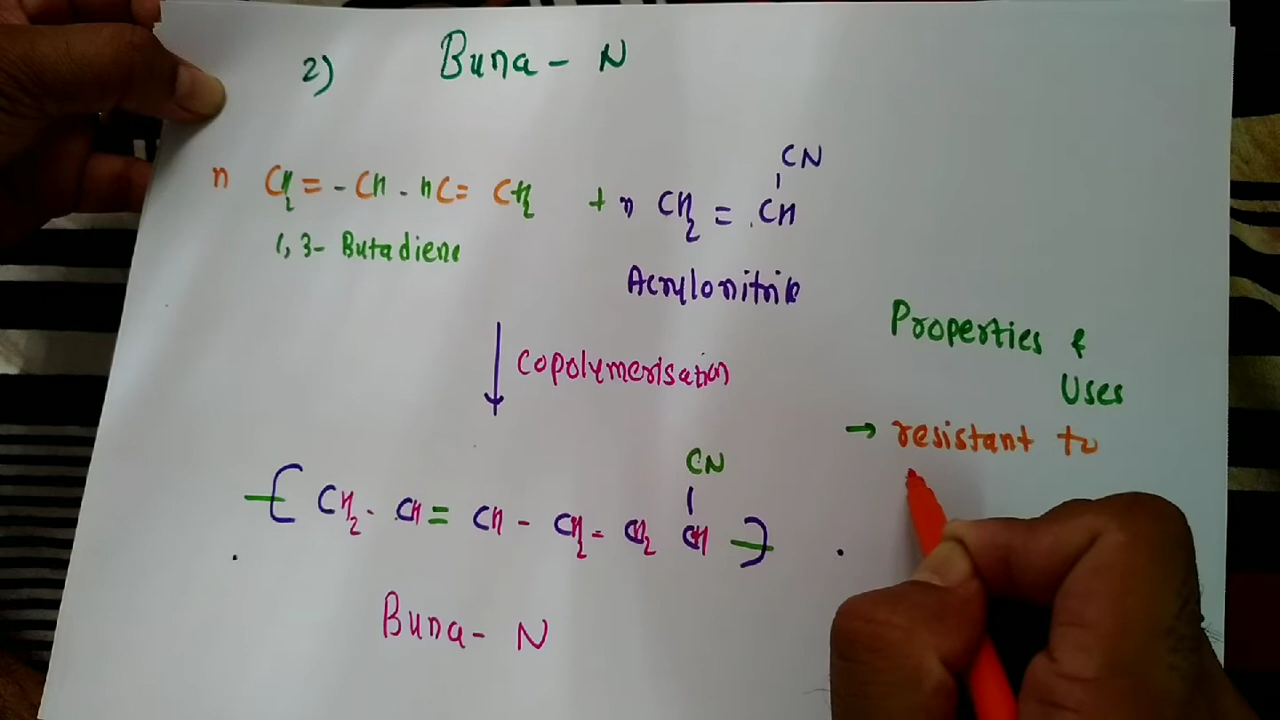 2) Buna - N
n CH2 = - CH - HC = CH2 + n CH2 = CH
CN
1, 3- Butadiene
Acrylonitrile
Copolymerisation
Properties &
Uses
→ resistant to
CN
{ CH2 - CH = CH - CH2 - CH2 CH }
Buna - N